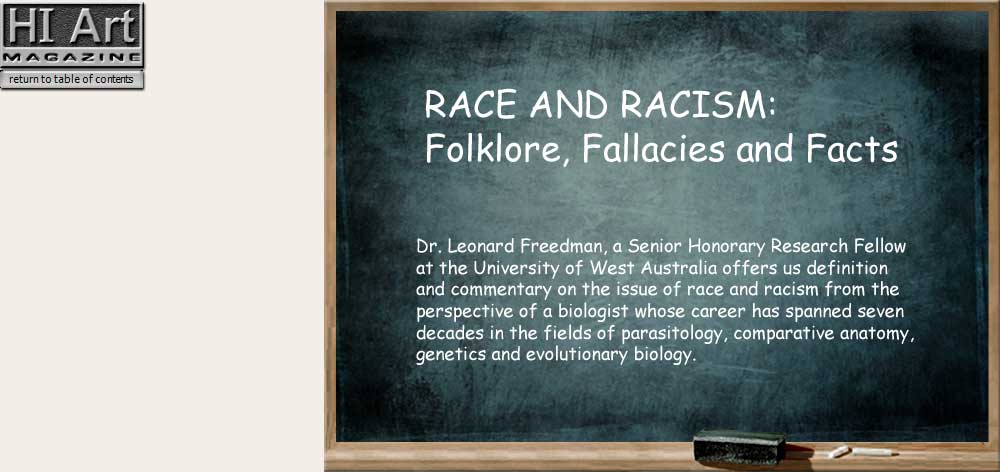 HI Art
MAGAZINE
return to table of contents
RACE AND RACISM:
Folklore, Fallacies and Facts
Dr. Leonard Freedman, a Senior Honorary Research Fellow
at the University of West Australia offers us definition
and commentary on the issue of race and racism from the
perspective of a biologist whose career has spanned seven
decades in the fields of parasitology, comparative anatomy,
genetics and evolutionary biology.